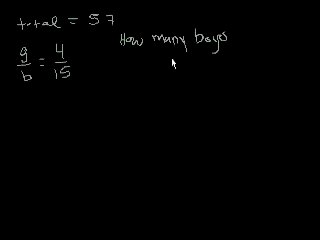 total = 57
How many boys
g/b = 4/15